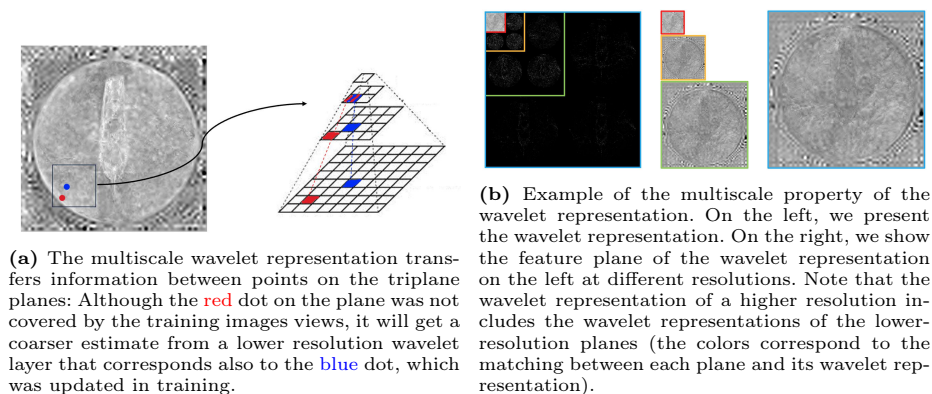 (a) The multiscale wavelet representation trans-
fers information between points on the triplane
planes: Although the red dot on the plane was not
covered by the training images views, it will get a
coarser estimate from a lower resolution wavelet
layer that corresponds also to the blue dot, which
was updated in training.
(b) Example of the multiscale property of the
wavelet representation. On the left, we present
the wavelet representation. On the right, we show
the feature plane of the wavelet representation
on the left at different resolutions. Note that the
wavelet representation of a higher resolution in-
cludes the wavelet representations of the lower-
resolution planes (the colors correspond to the
matching between each plane and its wavelet rep-
resentation).